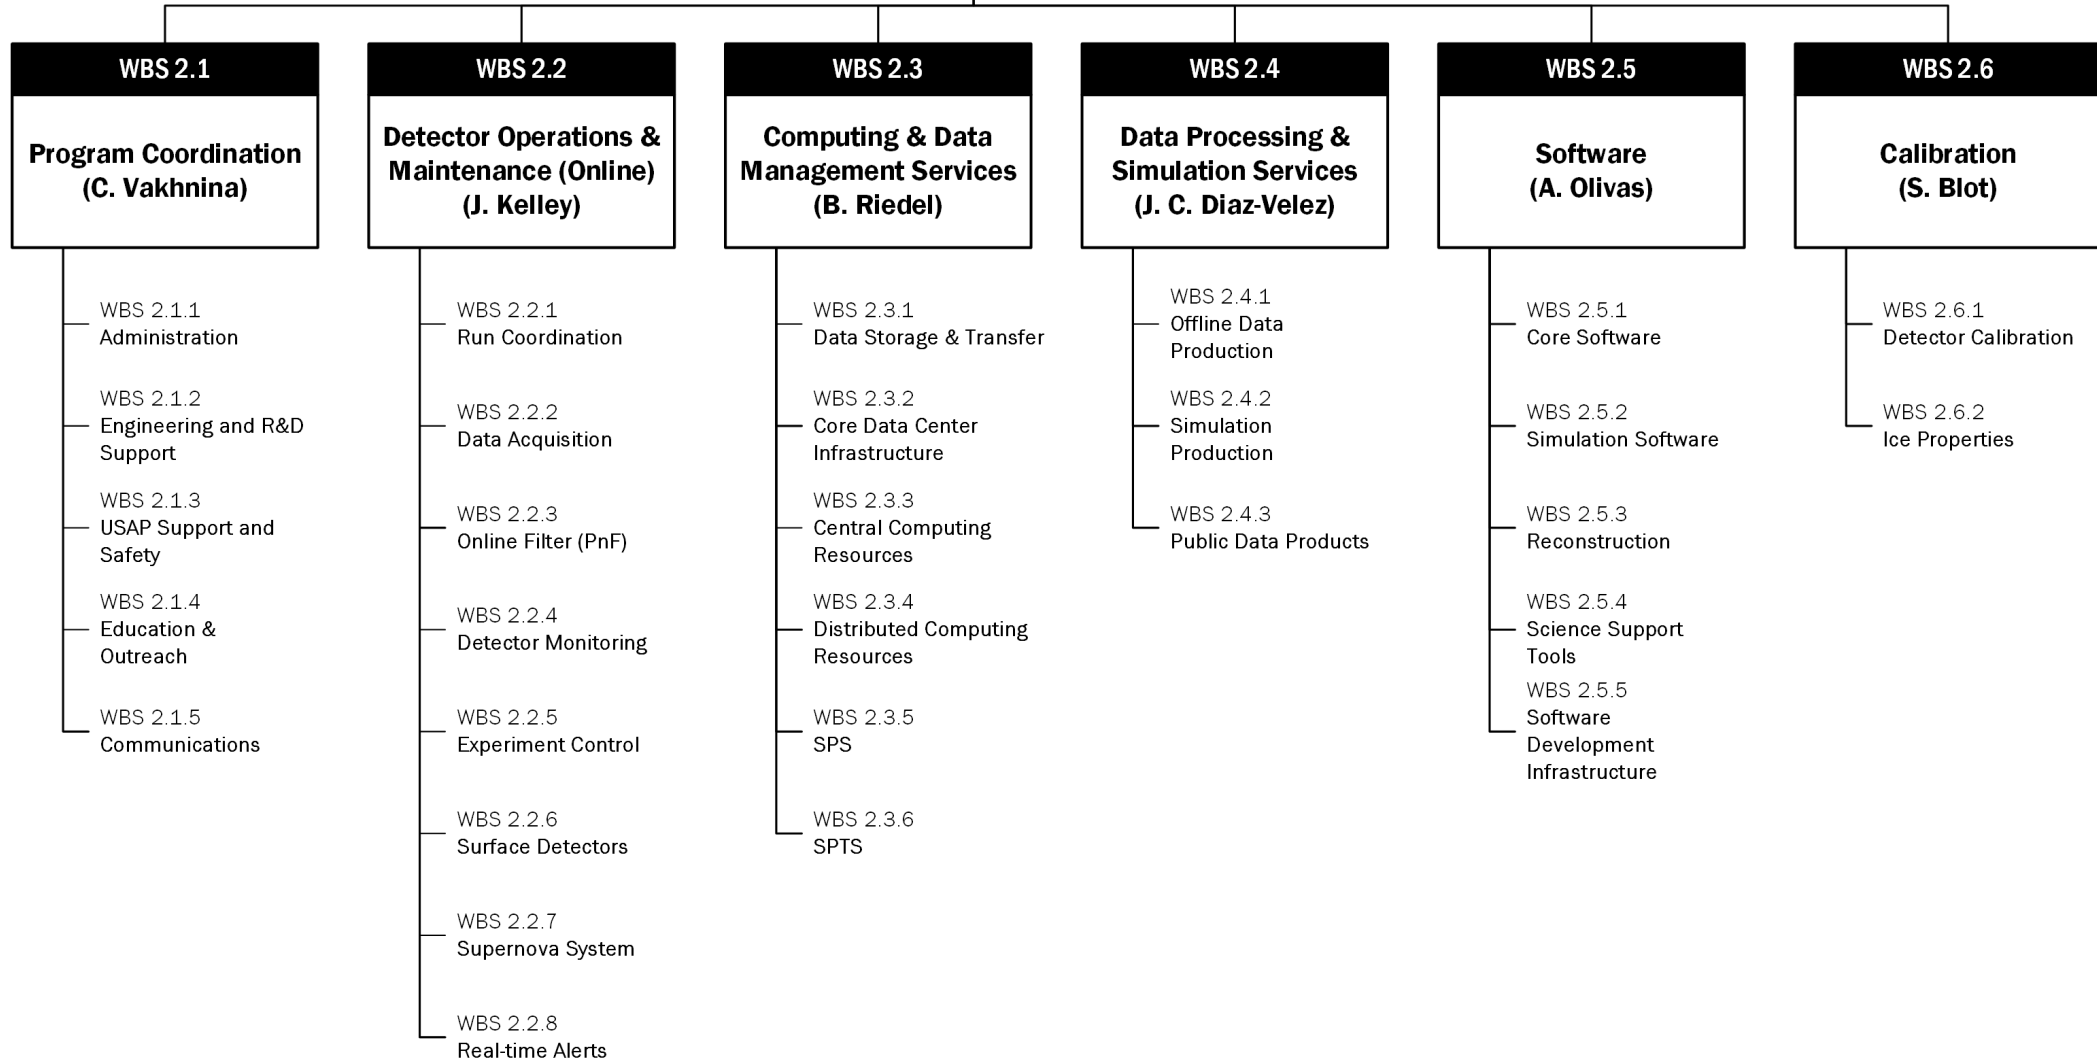 WBS 2.1
Program Coordination
(C. Vakhnina)
WBS 2.1.1
Administration
WBS 2.1.2
Engineering and R&D
Support
WBS 2.1.3
USAP Support and
Safety
WBS 2.1.4
Education &
Outreach
WBS 2.1.5
Communications
WBS 2.2
Detector Operations &
Maintenance (Online)
(J. Kelley)
WBS 2.2.1
Run Coordination
WBS 2.2.2
Data Acquisition
WBS 2.2.3
Online Filter (PnF)
WBS 2.2.4
Detector Monitoring
WBS 2.2.5
Experiment Control
WBS 2.2.6
Surface Detectors
WBS 2.2.7
Supernova System
WBS 2.2.8
Real-time Alerts
WBS 2.3
Computing & Data
Management Services
(B. Riedel)
WBS 2.3.1
Data Storage & Transfer
WBS 2.3.2
Core Data Center
Infrastructure
WBS 2.3.3
Central Computing
Resources
WBS 2.3.4
Distributed Computing
Resources
WBS 2.3.5
SPS
WBS 2.3.6
SPTS
WBS 2.4
Data Processing &
Simulation Services
(J. C. Diaz-Velez)
WBS 2.4.1
Offline Data
Production
WBS 2.4.2
Simulation
Production
WBS 2.4.3
Public Data Products
WBS 2.5
Software
(A. Olivas)
WBS 2.5.1
Core Software
WBS 2.5.2
Simulation Software
WBS 2.5.3
Reconstruction
WBS 2.5.4
Science Support
Tools
WBS 2.5.5
Software
Development
Infrastructure
WBS 2.6
Calibration
(S. Blot)
WBS 2.6.1
Detector Calibration
WBS 2.6.2
Ice Properties